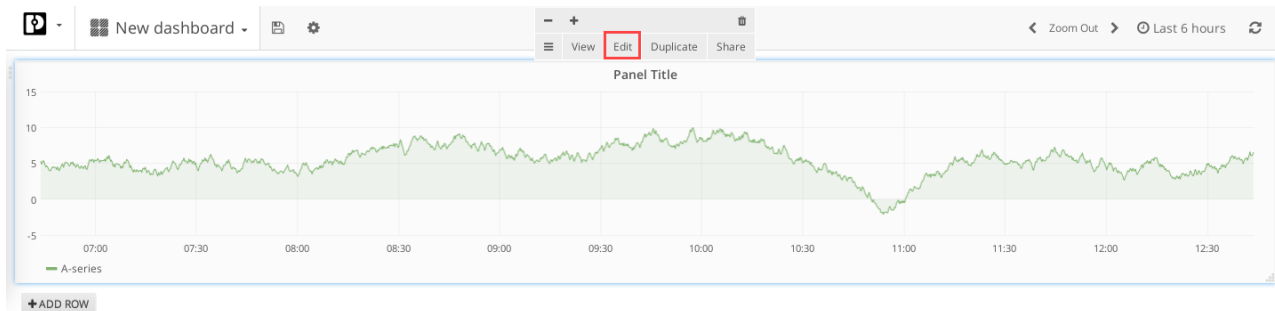 New dashboard
Zoom Out
Last 6 hours
− +
View Edit Duplicate Share
Panel Title
15
10
5
0
-5
07:00 07:30 08:00 08:30 09:00 09:30 10:00 10:30 11:00 11:30 12:00 12:30
A-series
+ ADD ROW